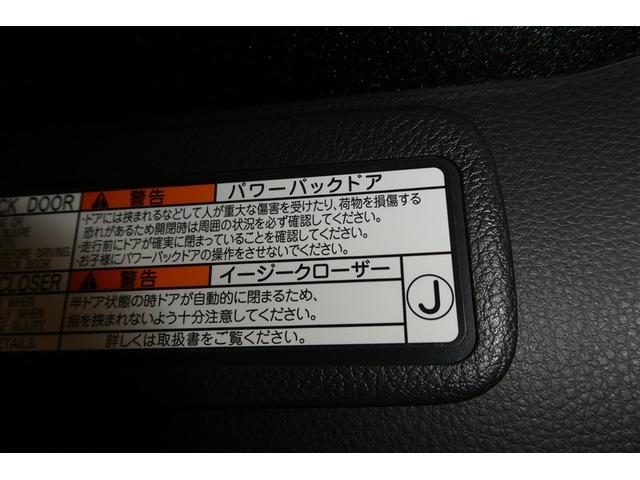 CK DOOR ⚠警告 パワーバックドア
・ドアには挟まれるなどして人が重大な傷害を受けたり、荷物を損傷する
恐れがあるため開閉時は周囲の状況を必ず確認してください。
・走行前にドアが確実に閉まっていることを確認してください。
・お子様にパワーバックドアの操作をさせないでください。
BEFORE DRIVING.
BACK DOOR.
CLOSER ⚠警告 イージークローザー
半ドア状態の時ドアが自動的に閉まるため、
指を挟まれないよう十分注意してください。
WHEN
INJURY.
詳しくは取扱書をご覧ください。
DETAILS.
J